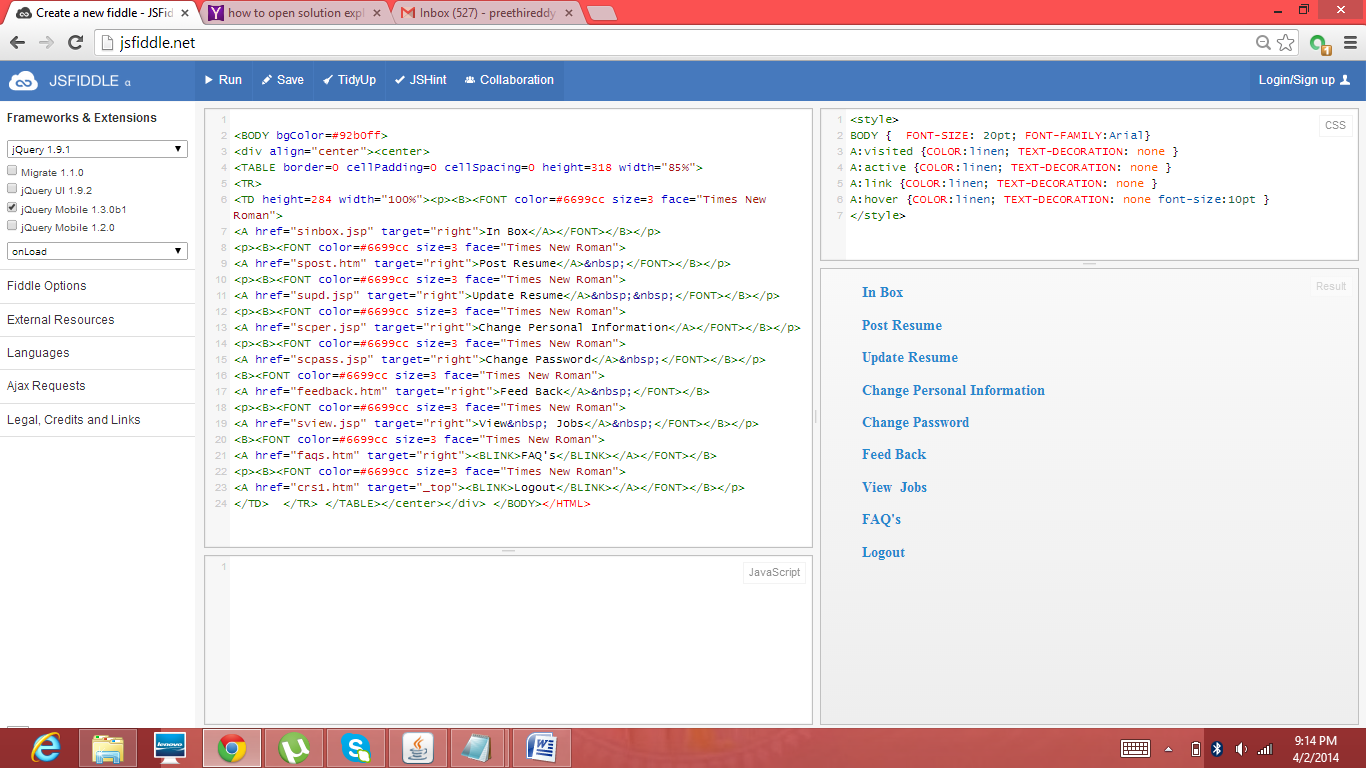 Create a new fiddle - JSFi
how to open solution expl
Inbox (527) - preethireddy
jsfiddle.net
1
JSFIDDLE α
Run
Save
TidyUp
JSHint
Collaboration
Login/Sign up
Frameworks & Extensions
jQuery 1.9.1
Migrate 1.1.0
jQuery UI 1.9.2
jQuery Mobile 1.3.0b1
jQuery Mobile 1.2.0
onLoad
Fiddle Options
External Resources
Languages
Ajax Requests
Legal, Credits and Links
1
2 <BODY bgColor=#92b0ff>
3 <div align="center"><center>
4 <TABLE border=0 cellPadding=0 cellSpacing=0 height=318 width="85%">
5 <TR>
6 <TD height=284 width="100%"><p><B><FONT color=#6699cc size=3 face="Times New
Roman">
7 <A href="sinbox.jsp" target="right">In Box</A></FONT></B></p>
8 <p><B><FONT color=#6699cc size=3 face="Times New Roman">
9 <A href="spost.htm" target="right">Post Resume</A>&nbsp;</FONT></B></p>
10 <p><B><FONT color=#6699cc size=3 face="Times New Roman">
11 <A href="supd.jsp" target="right">Update Resume</A>&nbsp;&nbsp;</FONT></B></p>
12 <p><B><FONT color=#6699cc size=3 face="Times New Roman">
13 <A href="scper.jsp" target="right">Change Personal Information</A></FONT></B></p>
14 <p><B><FONT color=#6699cc size=3 face="Times New Roman">
15 <A href="scpass.jsp" target="right">Change Password</A>&nbsp;</FONT></B></p>
16 <B><FONT color=#6699cc size=3 face="Times New Roman">
17 <A href="feedback.htm" target="right">Feed Back</A>&nbsp;</FONT></B>
18 <p><B><FONT color=#6699cc size=3 face="Times New Roman">
19 <A href="sview.jsp" target="right">View&nbsp; Jobs</A>&nbsp;</FONT></B></p>
20 <B><FONT color=#6699cc size=3 face="Times New Roman">
21 <A href="faqs.htm" target="right"><BLINK>FAQ's</BLINK></A></FONT></B>
22 <p><B><FONT color=#6699cc size=3 face="Times New Roman">
23 <A href="crs1.htm" target="_top"><BLINK>Logout</BLINK></A></FONT></B></p>
24 </TD>  </TR> </TABLE></center></div> </BODY></HTML>
1
JavaScript
CSS
1 <style>
2 BODY {  FONT-SIZE: 20pt; FONT-FAMILY:Arial}
3 A:visited {COLOR:linen; TEXT-DECORATION: none }
4 A:active {COLOR:linen; TEXT-DECORATION: none }
5 A:link {COLOR:linen; TEXT-DECORATION: none }
6 A:hover {COLOR:linen; TEXT-DECORATION: none font-size:10pt }
7 </style>
Result
In Box
Post Resume
Update Resume
Change Personal Information
Change Password
Feed Back
View  Jobs
FAQ's
Logout
lenovo
9:14 PM
4/2/2014